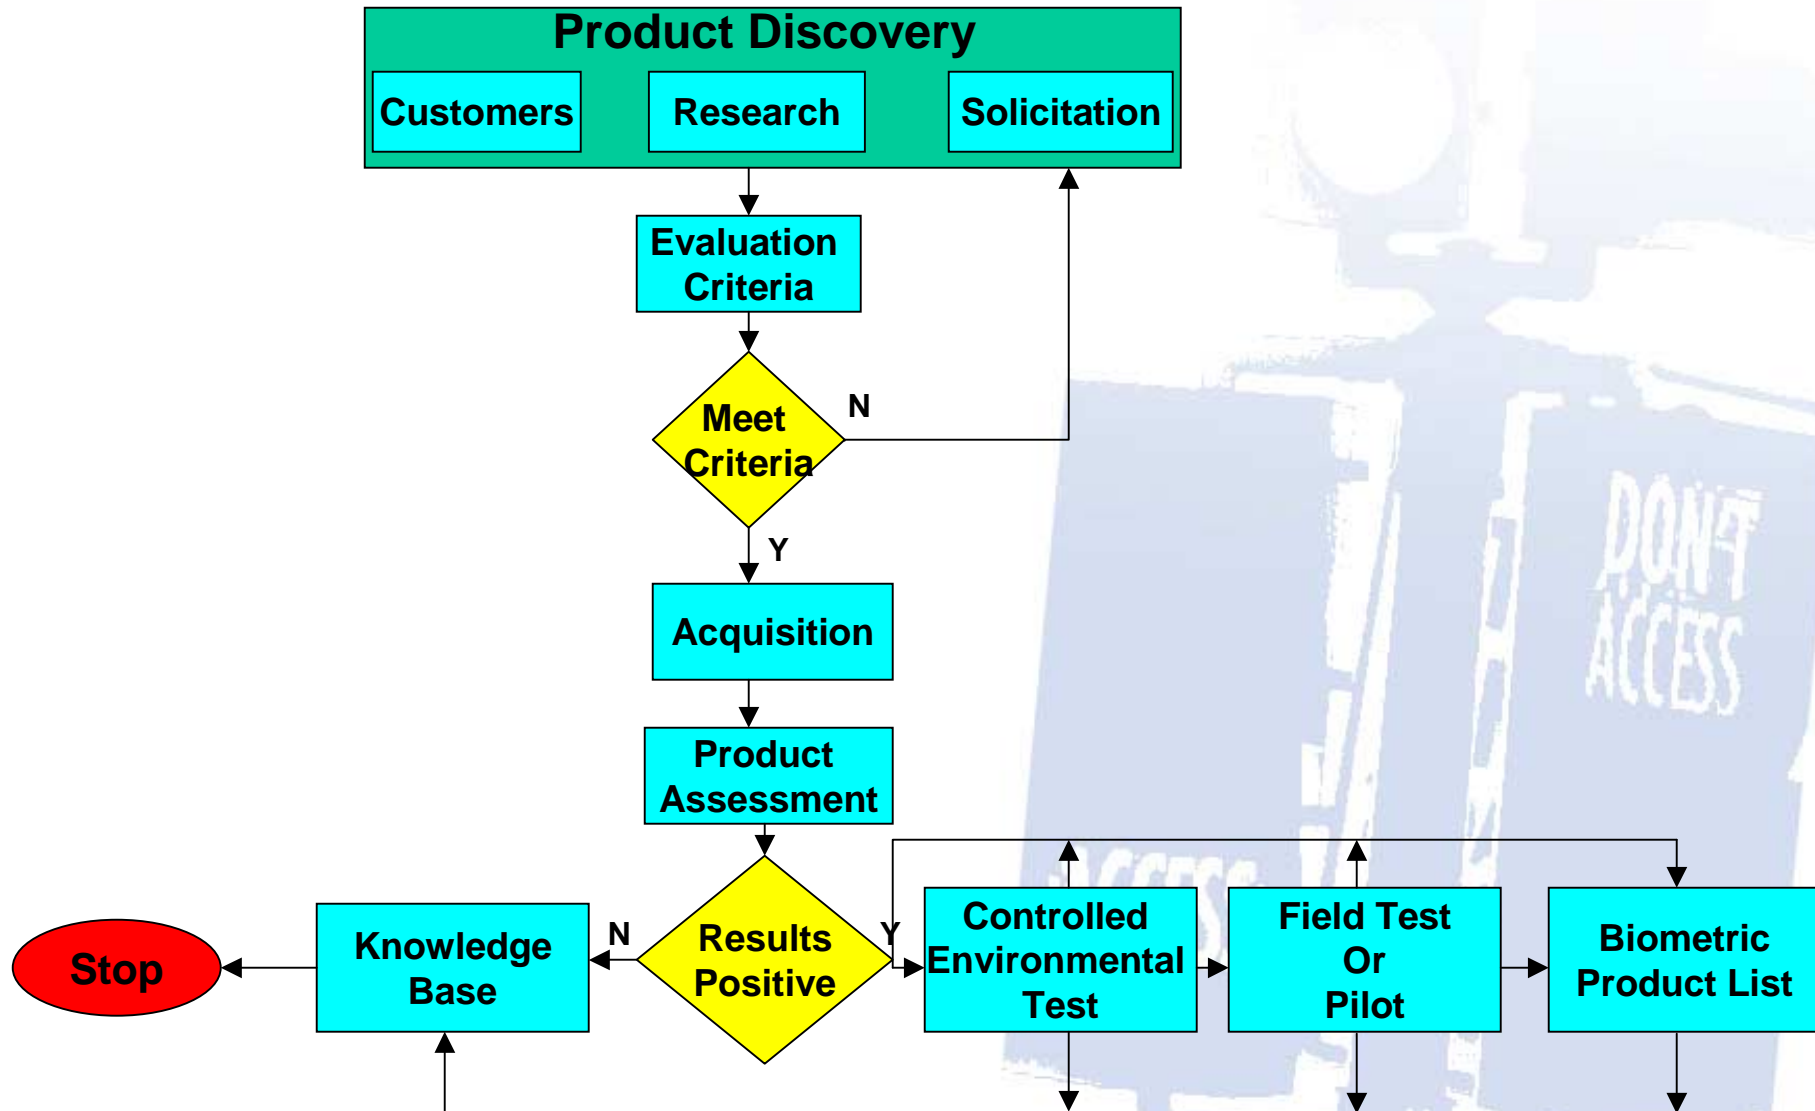 Product Discovery
Customers
Research
Solicitation
Evaluation
Criteria
Meet
Criteria
N
Y
Acquisition
Product
Assessment
Results
Positive
N
Y
Knowledge
Base
Stop
Controlled
Environmental
Test
Field Test
Or
Pilot
Biometric
Product List
DON'T
ACCESS
ACCESS